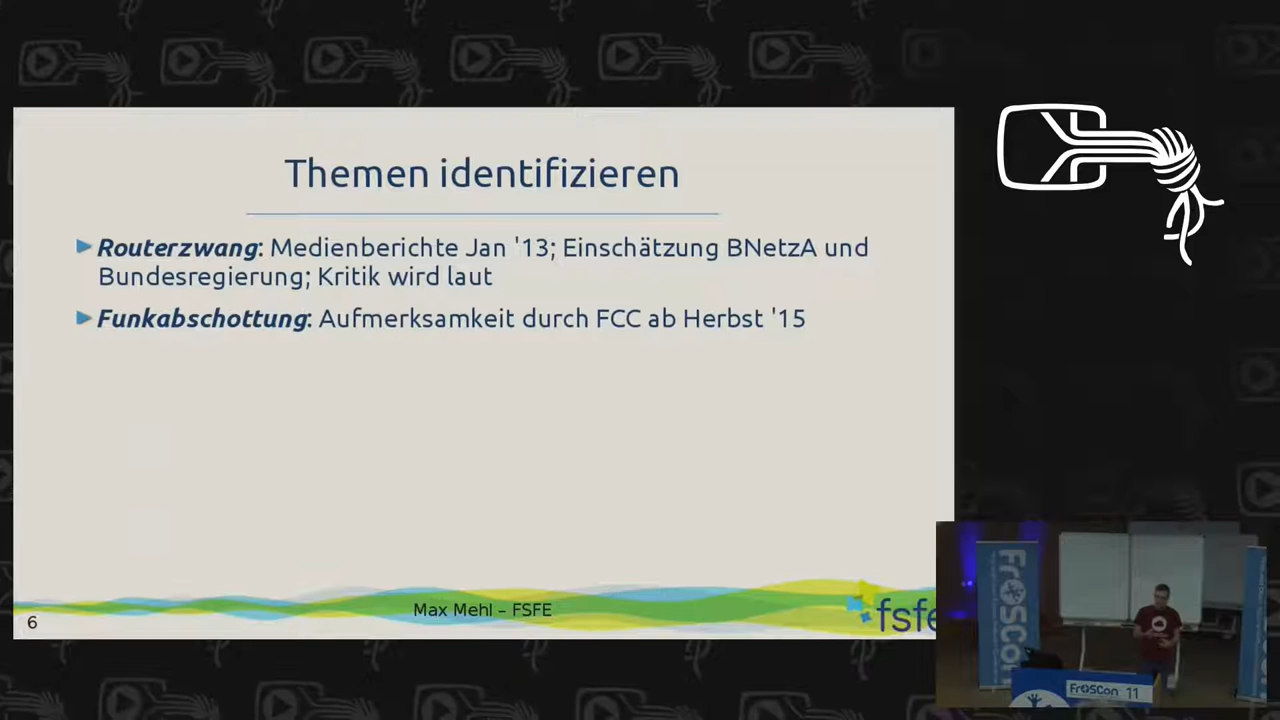 Themen identifizieren
Routerzwang: Medienberichte Jan '13; Einschätzung BNetzA und
Bundesregierung; Kritik wird laut
Funkabschottung: Aufmerksamkeit durch FCC ab Herbst '15
Max Mehl – FSFE
6
fsfe
FrOSCon
FrOSCon 11